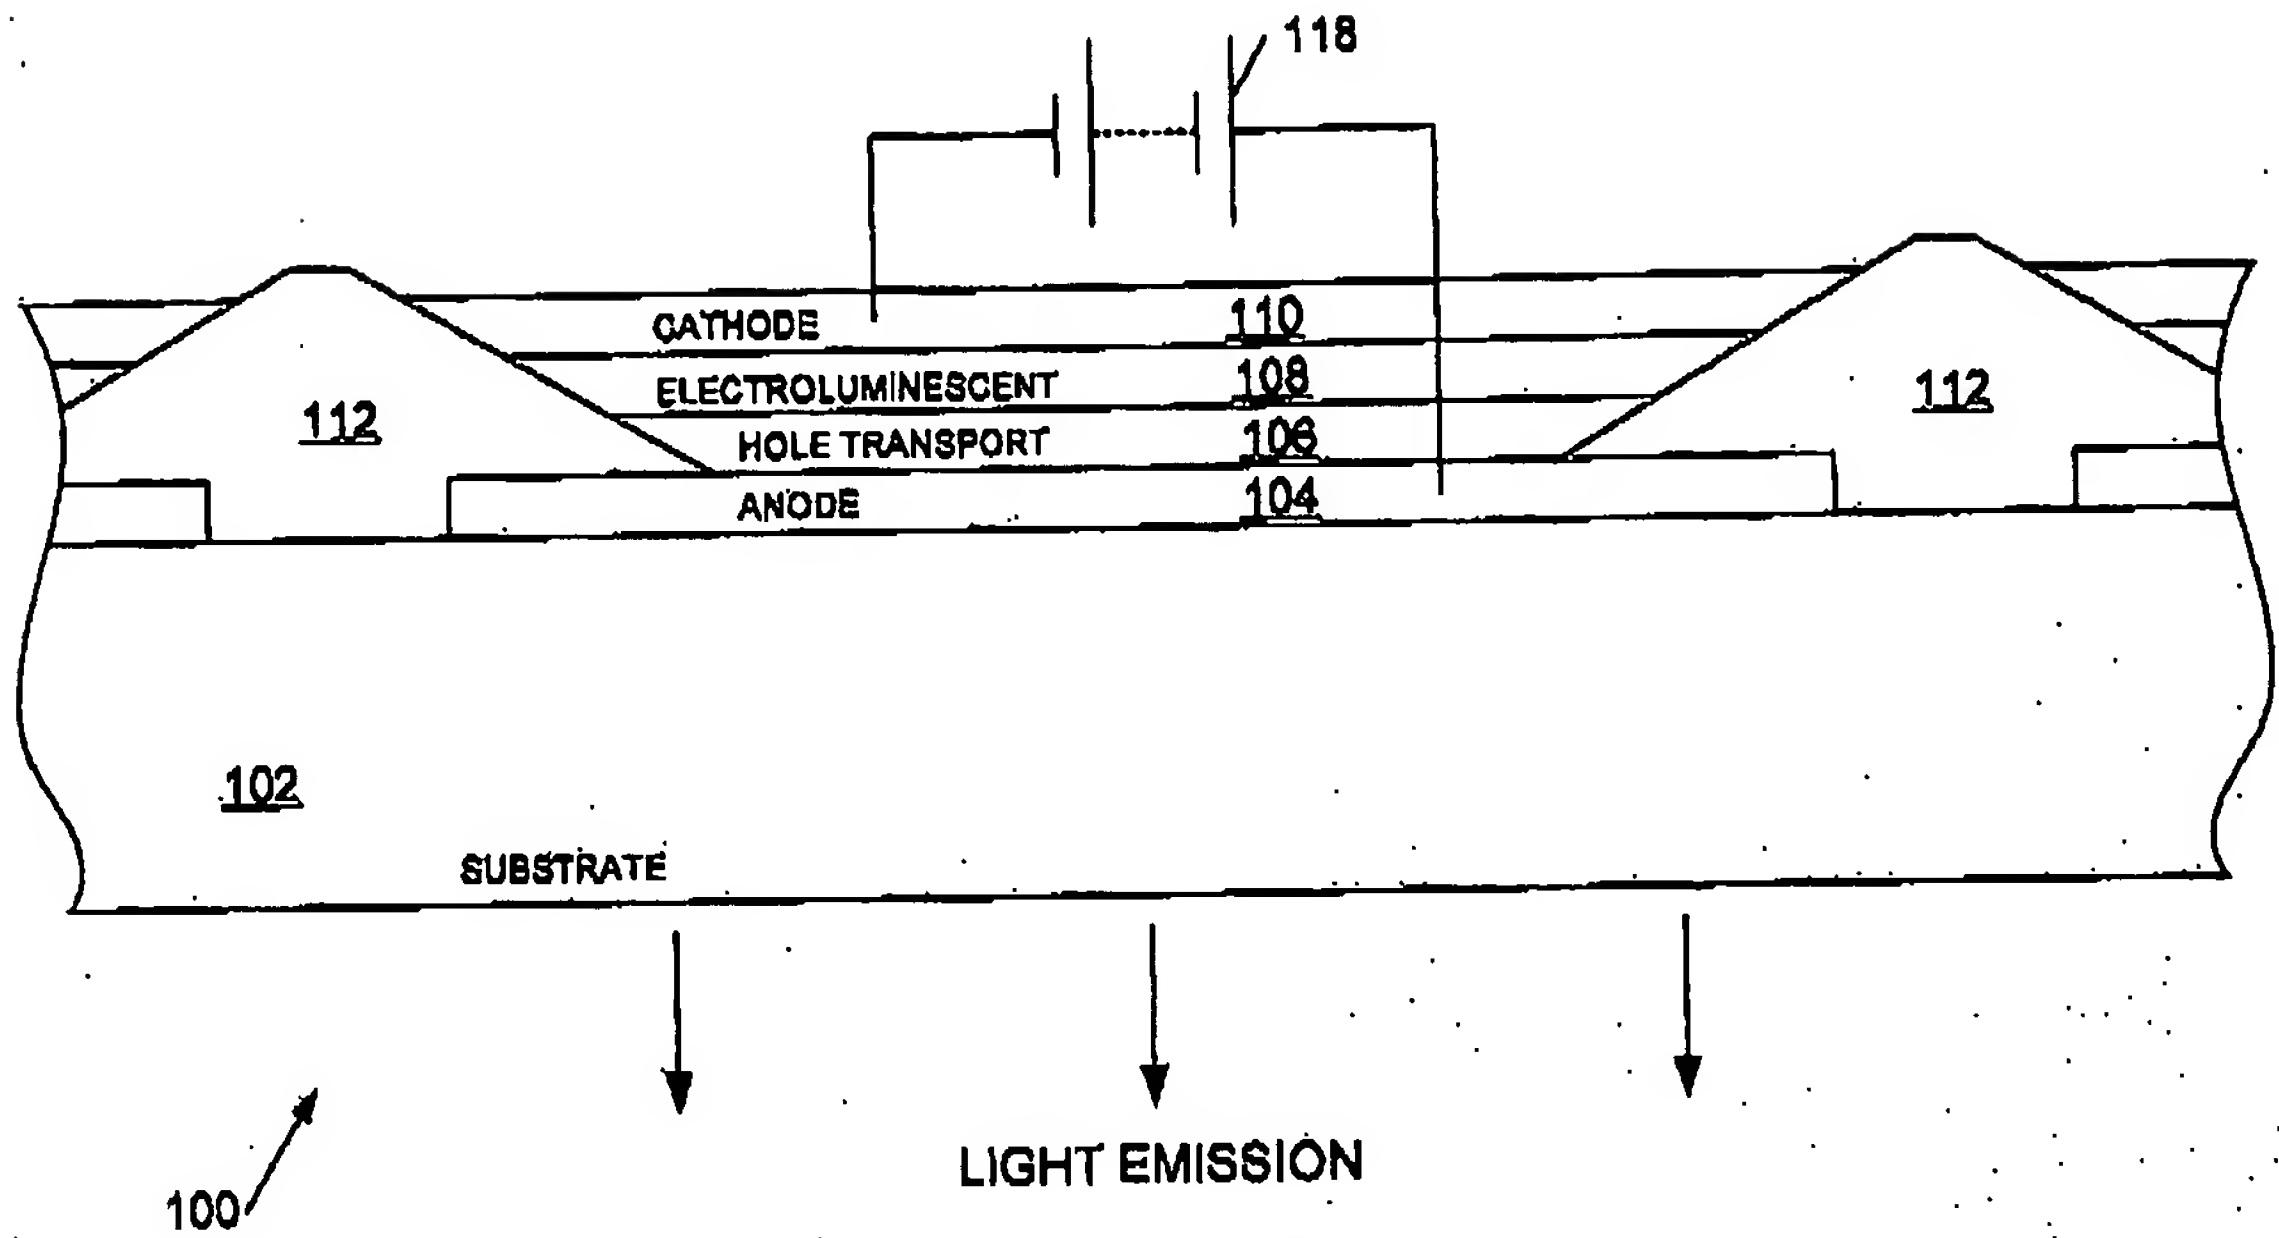 118
CATHODE 110
ELECTROLUMINESCENT 108
112
112
HOLE TRANSPORT 106
ANODE 104
102
SUBSTRATE
LIGHT EMISSION
100